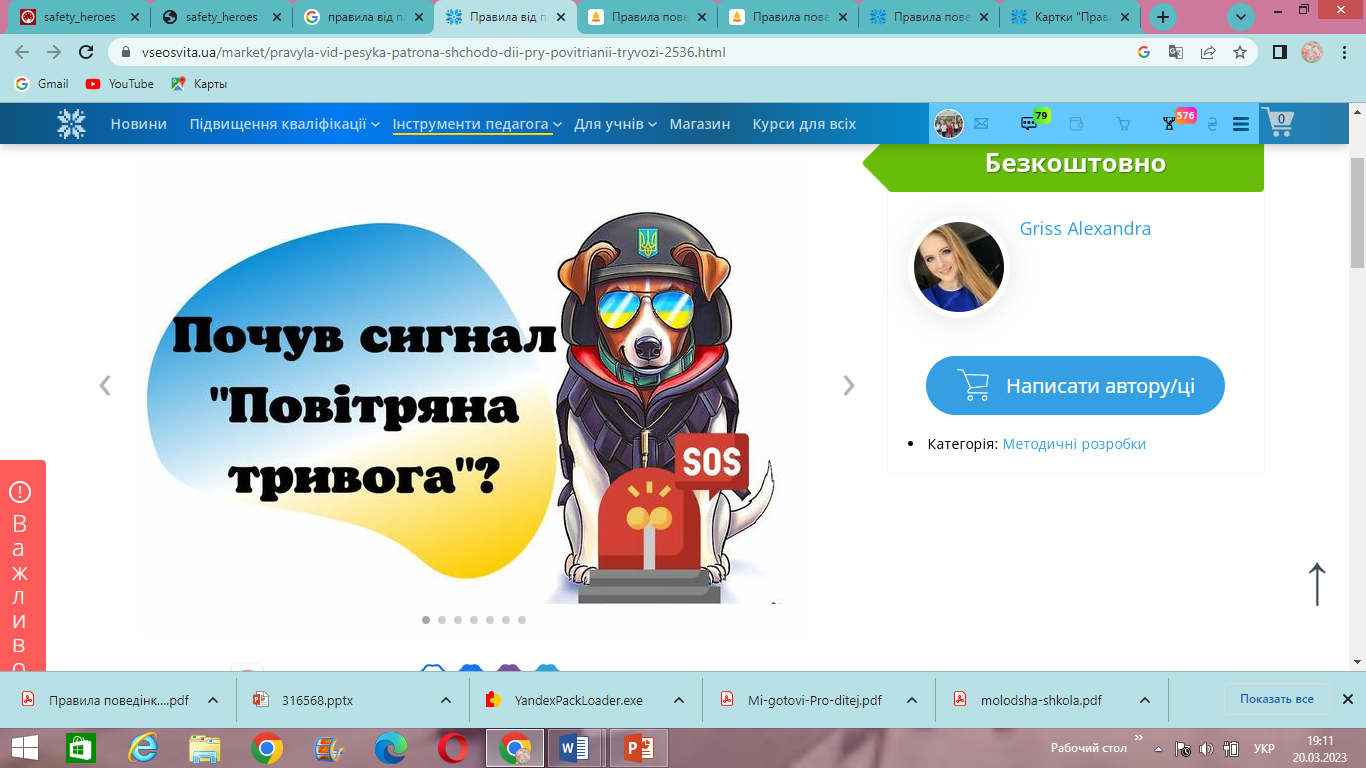 safety_heroes
safety_heroes
правила від п
Правила від п
Правила пове
Правила пове
Правила пове
Картки "Прав
vseosvita.ua/market/pravyla-vid-pesyka-patrona-shchodo-dii-pry-povitrianii-tryvozi-2536.html
Gmail
YouTube
Карты
Новини
Підвищення кваліфікації
Інструменти педагога
Для учнів
Магазин
Курси для всіх
79
576
0
Безкоштовно
Griss Alexandra
Почув сигнал
"Повітряна
тривога"?
SOS
Написати автору/ці
Категорія: Методичні розробки
Важливо
Правила поведінк....pdf
316568.pptx
YandexPackLoader.exe
Mi-gotovi-Pro-ditej.pdf
molodsha-shkola.pdf
Показать все
Рабочий стол
УКР
19:11
20.03.2023